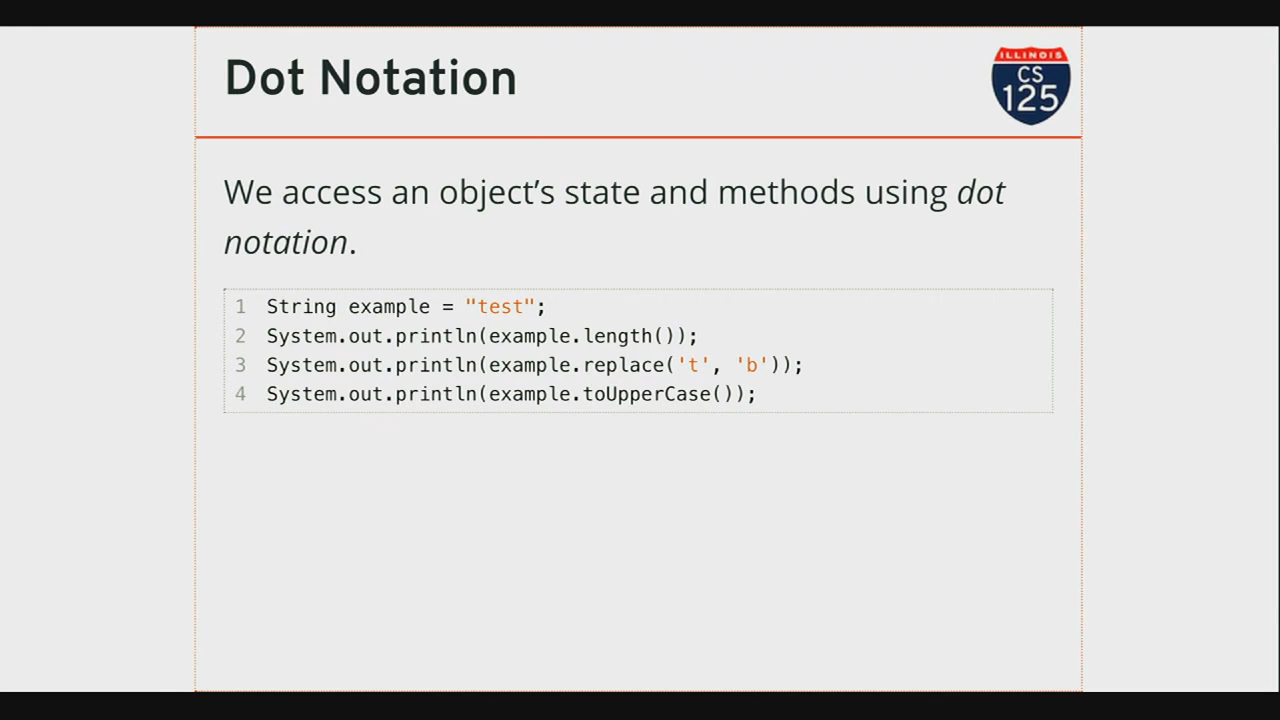 Dot Notation
ILLINOIS
CS
125
We access an object’s state and methods using dot
notation.
1 String example = "test";
2 System.out.println(example.length());
3 System.out.println(example.replace('t', 'b'));
4 System.out.println(example.toUpperCase());